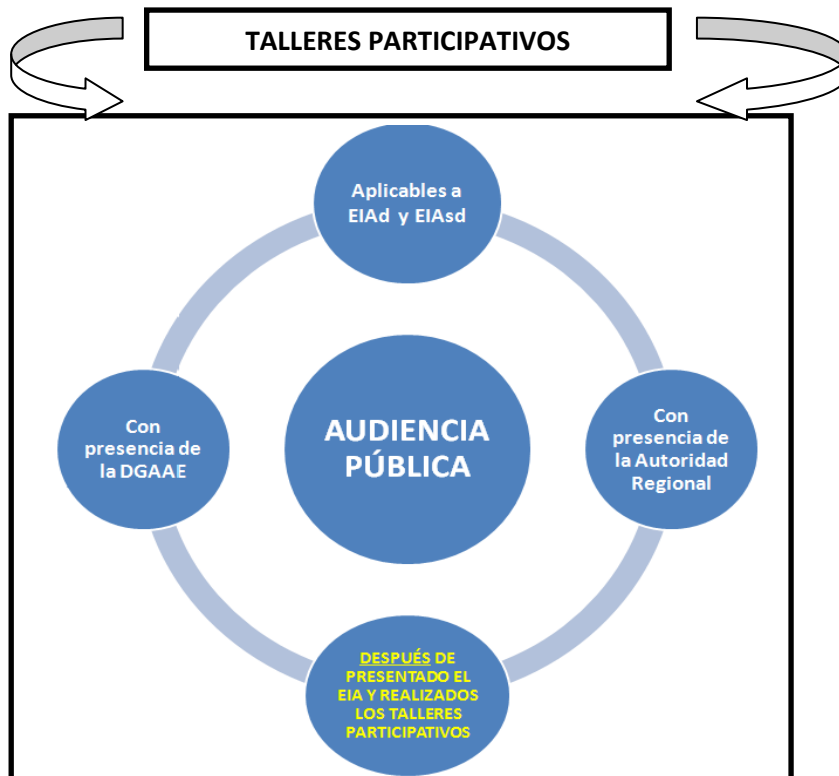 TALLERES PARTICIPATIVOS
Aplicables a
EIAd y EIAsd
Con
presencia de
la DGAAE
AUDIENCIA
PÚBLICA
Con
presencia de
la Autoridad
Regional
DESPUÉS DE
PRESENTADO EL
EIA Y REALIZADOS
LOS TALLERES
PARTICIPATIVOS